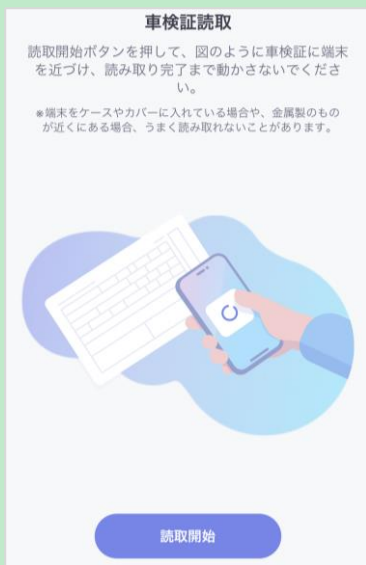 車検証読取
読取開始ボタンを押して、図のように車検証に端末
を近づけ、読み取り完了まで動かさないでくださ
い。
※端末をケースやカバーに入れている場合や、金属製のもの
が近くにある場合、うまく読み取れないことがあります。
読取開始